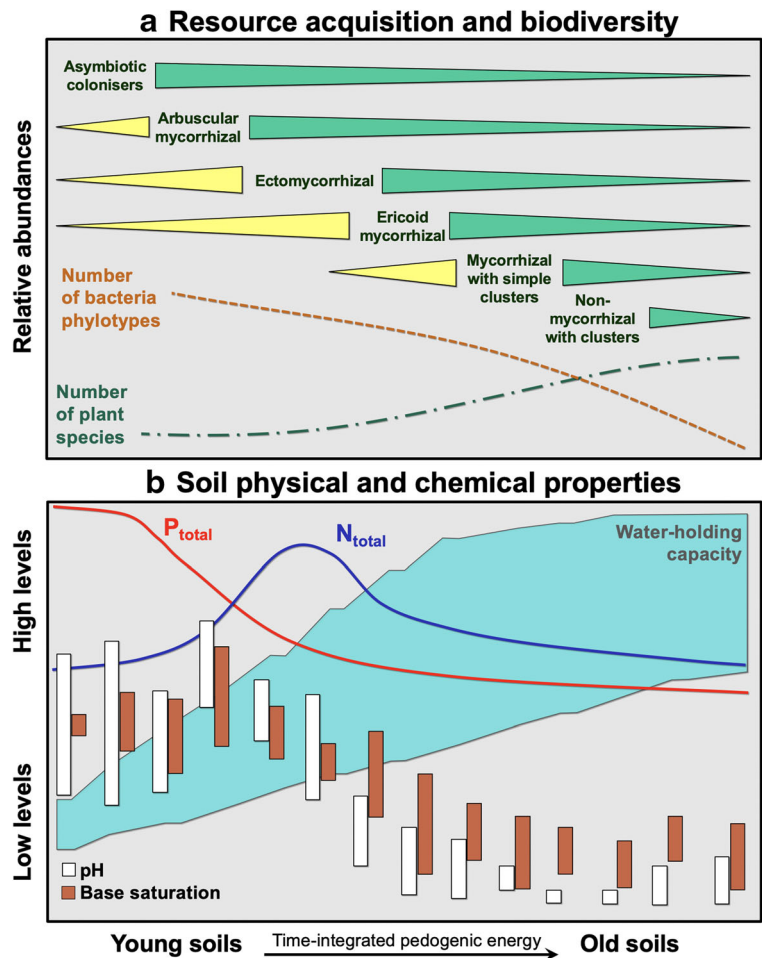 a Resource acquisition and biodiversity
Relative abundances
Asymbiotic
colonisers
Arbuscular
mycorrhizal
Ectomycorrhizal
Ericoid
mycorrhizal
Mycorrhizal
with simple
clusters
Non-
mycorrhizal
with clusters
Number
of bacteria
phylotypes
Number
of plant
species
b Soil physical and chemical properties
High levels
Low levels
Ptotal
Ntotal
Water-holding
capacity
pH
Base saturation
Young soils
Time-integrated pedogenic energy
Old soils